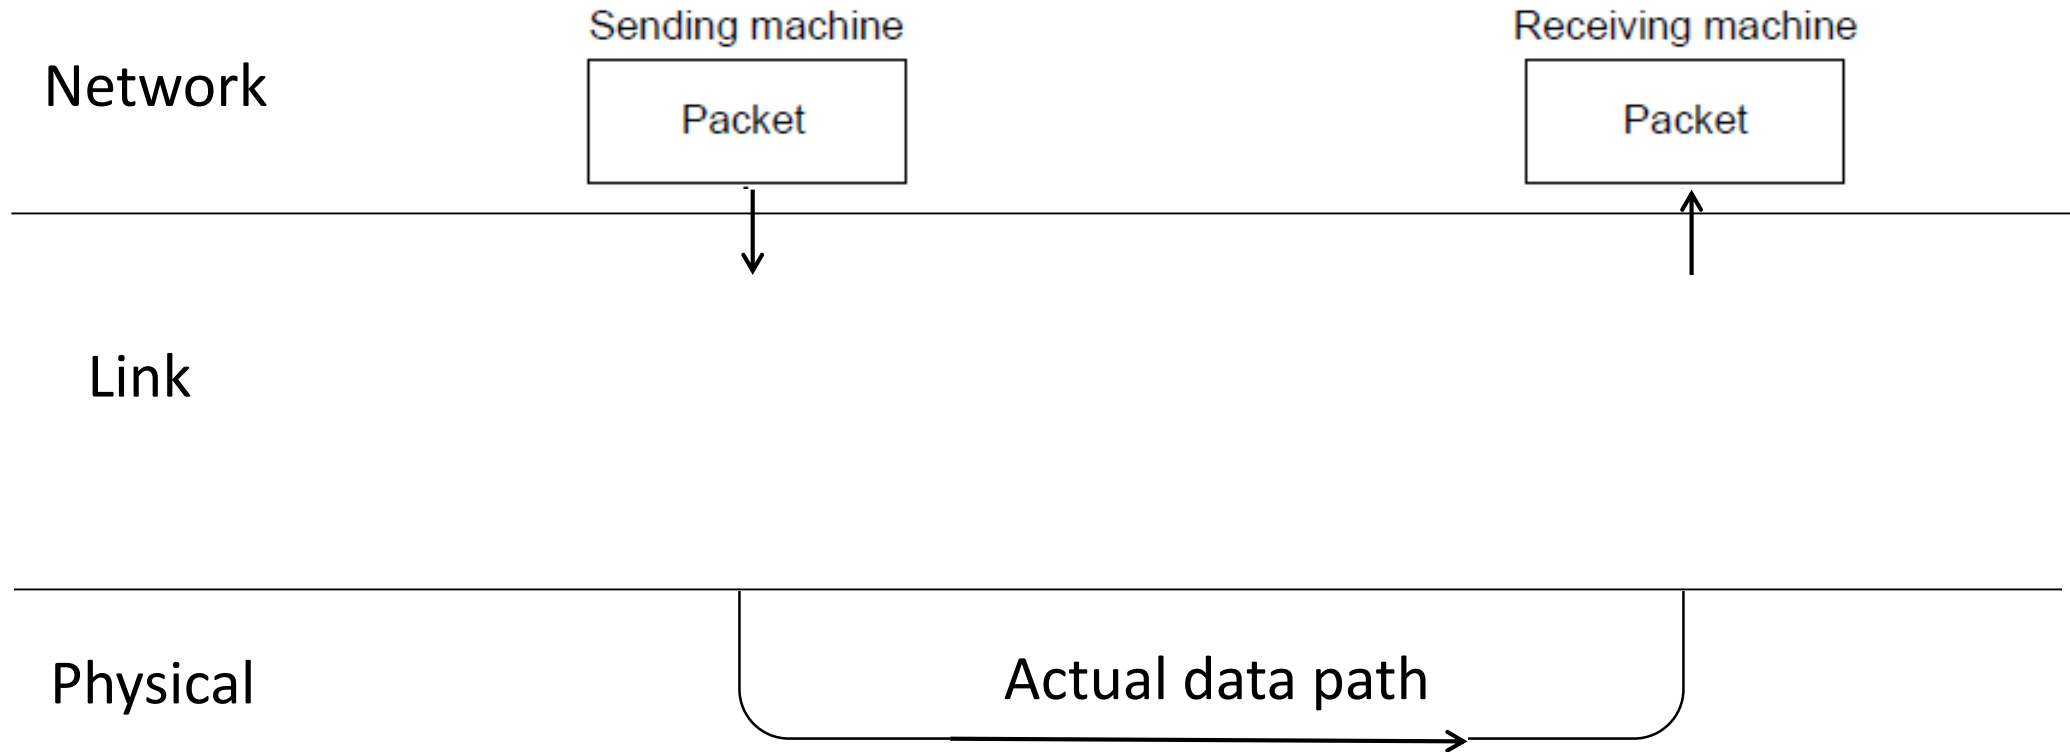 Sending machine
Receiving machine
Network
Packet
Packet
Link
Physical
Actual data path